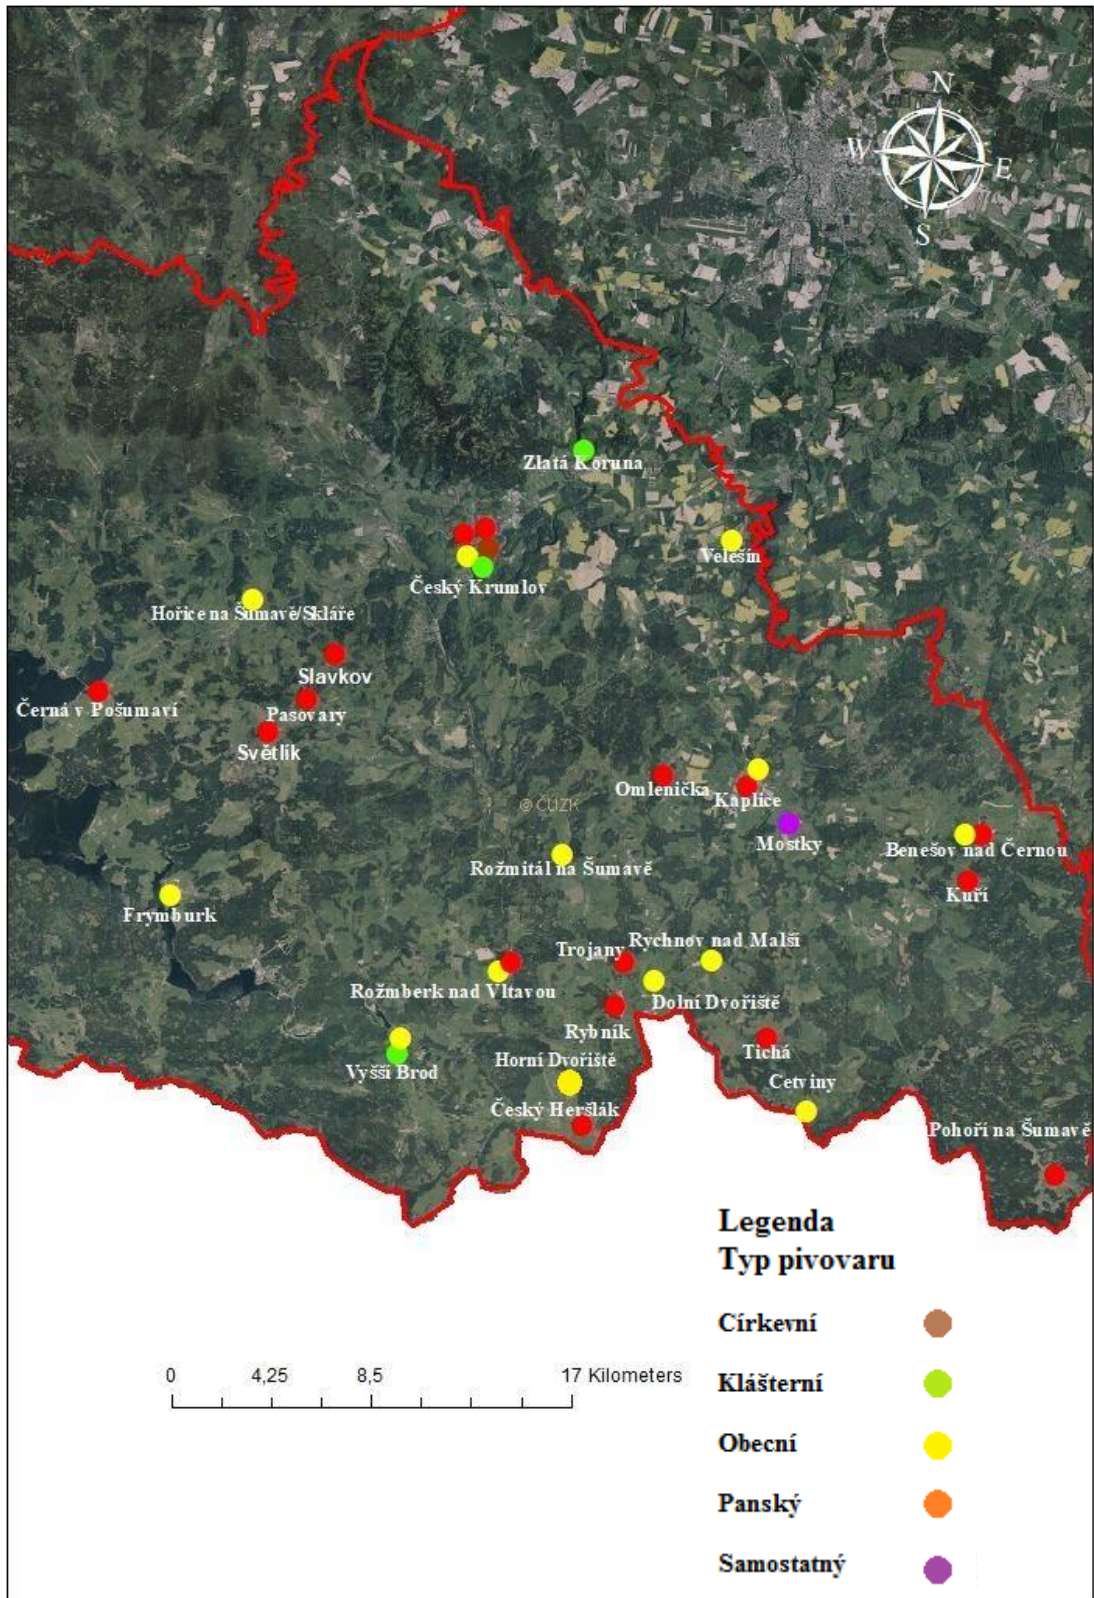 N
W
E
S
Zlatá Koruna
Velešín
Český Krumlov
Hořice na Šumavě/Skláře
Slavkov
Černá v Pošumaví
Pasovary
Světlík
Omlenička
Kaplice
© ČÚZK
Mostky
Benešov nad Černou
Rožmitál na Šumavě
Kuří
Frymburk
Trojany
Rychnov nad Malší
Rožmberk nad Vltavou
Dolní Dvořiště
Rybník
Tichá
Horní Dvořiště
Vyšší Brod
Cetviny
Český Heršlák
Pohoří na Šumavě
Legenda
Typ pivovaru
Církevní
Klášterní
Obecní
Panský
Samostatný
0 4,25 8,5 17 Kilometers